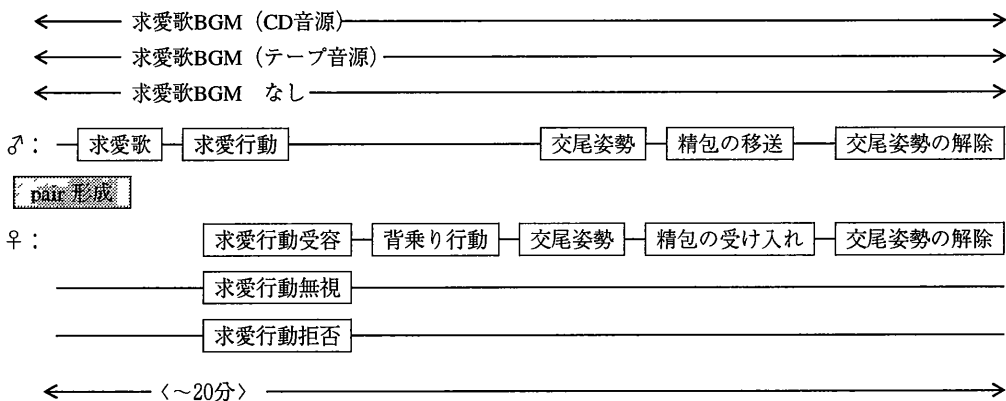 求愛歌BGM（CD音源）
求愛歌BGM（テープ音源）
求愛歌BGM　なし
♂： 求愛歌 求愛行動 交尾姿勢 精包の移送 交尾姿勢の解除
pair 形成
♀： 求愛行動受容 背乗り行動 交尾姿勢 精包の受け入れ 交尾姿勢の解除
求愛行動無視
求愛行動拒否
〈～20分〉